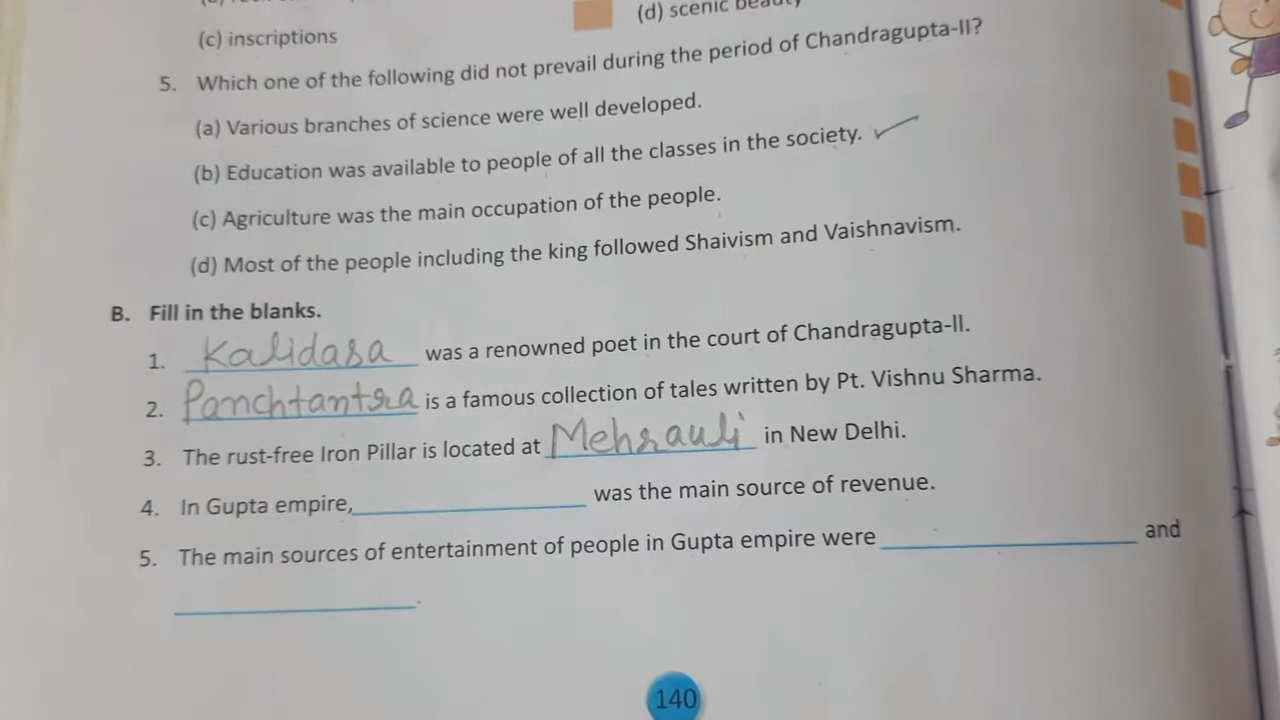 (c) inscriptions
(d) scenic beauty
5. Which one of the following did not prevail during the period of Chandragupta-II?
(a) Various branches of science were well developed.
(b) Education was available to people of all the classes in the society.
(c) Agriculture was the main occupation of the people.
(d) Most of the people including the king followed Shaivism and Vaishnavism.
B. Fill in the blanks.
1. Kalidasa was a renowned poet in the court of Chandragupta-II.
2. Panchtantra is a famous collection of tales written by Pt. Vishnu Sharma.
3. The rust-free Iron Pillar is located at Mehrauli in New Delhi.
4. In Gupta empire, was the main source of revenue.
5. The main sources of entertainment of people in Gupta empire were and
.
140